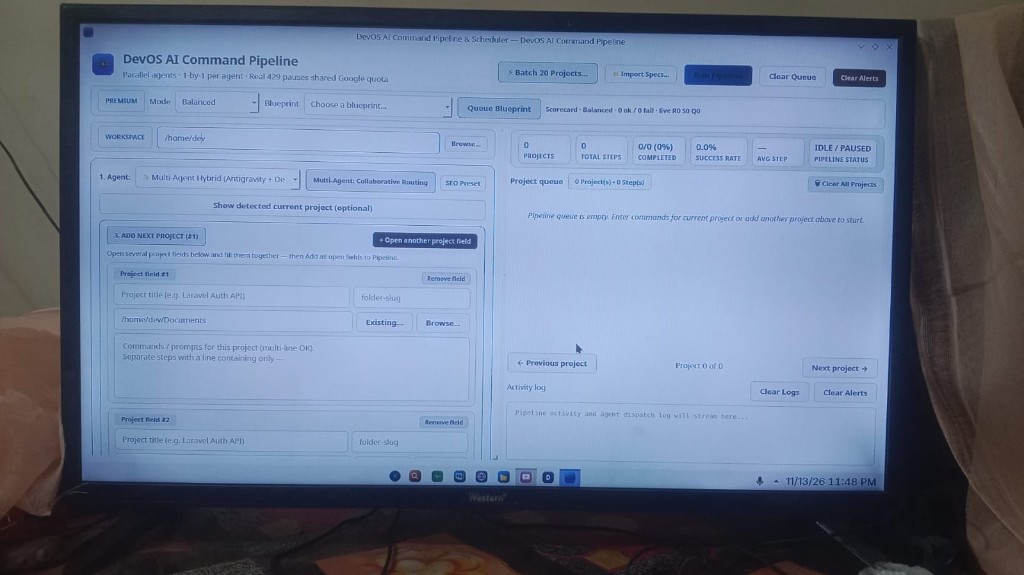 DevOS AI Command Pipeline & Scheduler — DevOS AI Command Pipeline
DevOS AI Command Pipeline
Parallel agents · 1-by-1 per agent · Real 429 pauses shared Google quota
Batch 20 Projects...
Import Specs...
Clear Queue
Clear Alerts
PREMIUM Mode Balanced Blueprint Choose a blueprint... Queue Blueprint Scorecard · Balanced · 0 ok / 0 fail · Eve R0 S0 Q0
WORKSPACE /home/dev Browse...
1. Agent: Multi-Agent Hybrid (Antigravity + De Multi-Agent: Collaborative Routing SEO Preset
Show detected current project (optional)
3. ADD NEXT PROJECT (#1) + Open another project field
Open several project fields below and fill them together — then Add all open fields to Pipeline.
Project field #1 Remove field
Project title (e.g. Laravel Auth API) folder-slug
/home/dev/Documents Existing... Browse...
Commands / prompts for this project (multi-line OK).
Separate steps with a line containing only —
Project field #2 Remove field
Project title (e.g. Laravel Auth API) folder-slug
0 0 0/0 (0%) 0.0% — IDLE / PAUSED
PROJECTS TOTAL STEPS COMPLETED SUCCESS RATE AVG STEP PIPELINE STATUS
Project queue 0 Project(s) • 0 Step(s) Clear All Projects
Pipeline queue is empty. Enter commands for current project or add another project above to start.
← Previous project Project 0 of 0 Next project →
Activity log Clear Logs Clear Alerts
Pipeline activity and agent dispatch log will stream here...
11/13/26 11:48 PM
Western